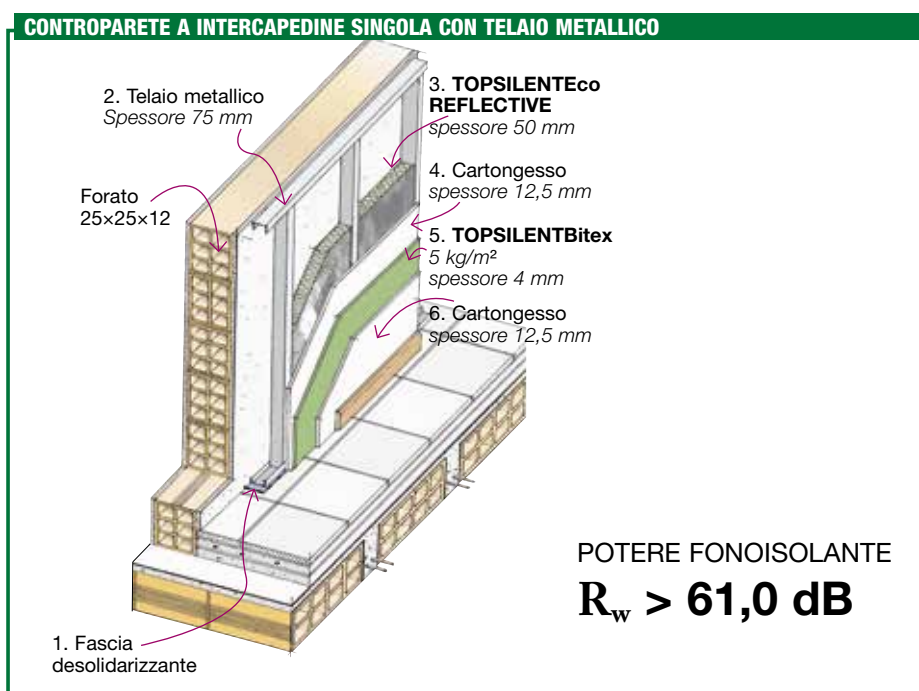 CONTROPARETE A INTERCAPEDINE SINGOLA CON TELAIO METALLICO
2. Telaio metallico
Spessore 75 mm
3. TOPSILENTEco
REFLECTIVE
spessore 50 mm
Forato
25×25×12
4. Cartongesso
spessore 12,5 mm
5. TOPSILENTBitex
5 kg/m²
spessore 4 mm
6. Cartongesso
spessore 12,5 mm
POTERE FONOISOLANTE
Rw > 61,0 dB
1. Fascia
desolidarizzante